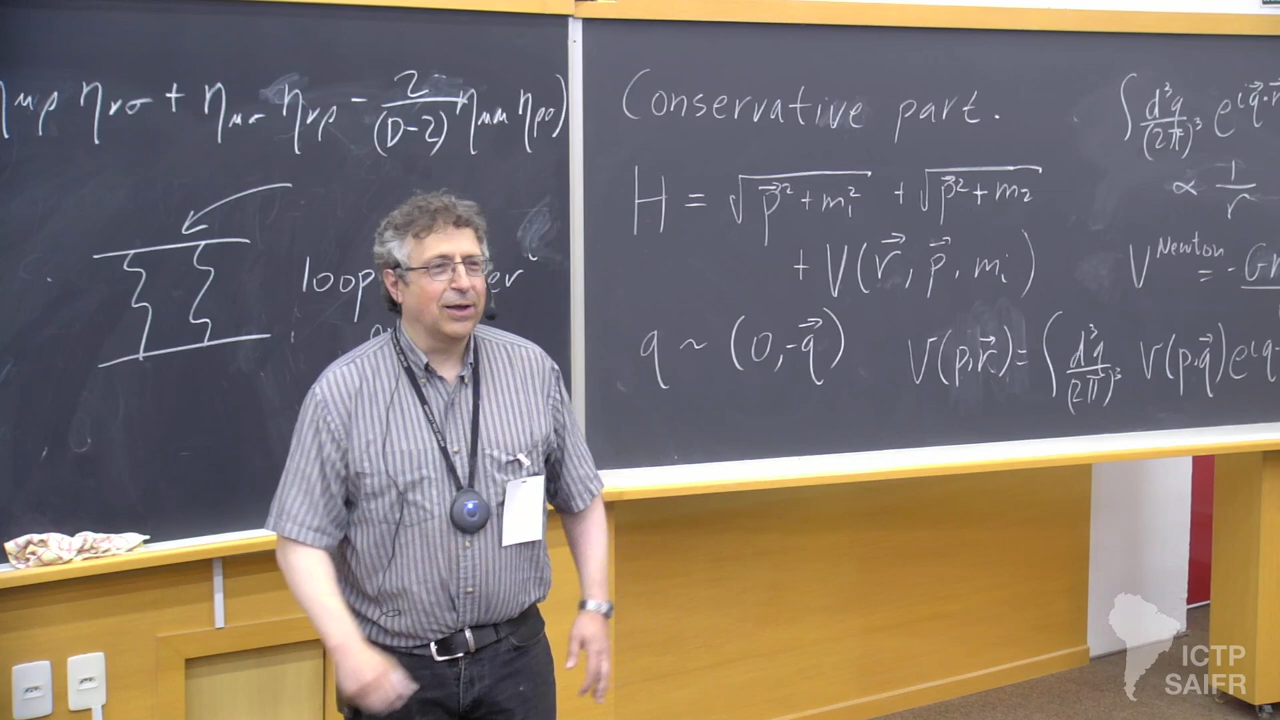 ημρ ηνσ + ημσ ηνρ - 2/(D-2) ημν ηρσ)
loop
Conservative part.
H = √(p⃗² + m₁²) + √(p⃗² + m₂)
+ V(r⃗, p⃗, mᵢ)
q ~ (0, -q⃗)
∫ d³q/(2π)³ e^{iq⃗·r⃗
∝ 1/r
V^Newton = - G
V(p, r⃗) = ∫ d³q/(2π)³ V(p, q⃗) e^{iq
ICTP
SAIFR